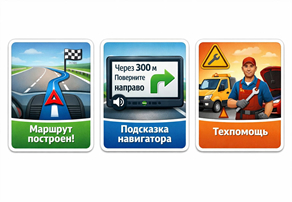 Маршрут
построен!
Через 300 м
Поверните
направо
Подсказка
навигатора
Техпомощь